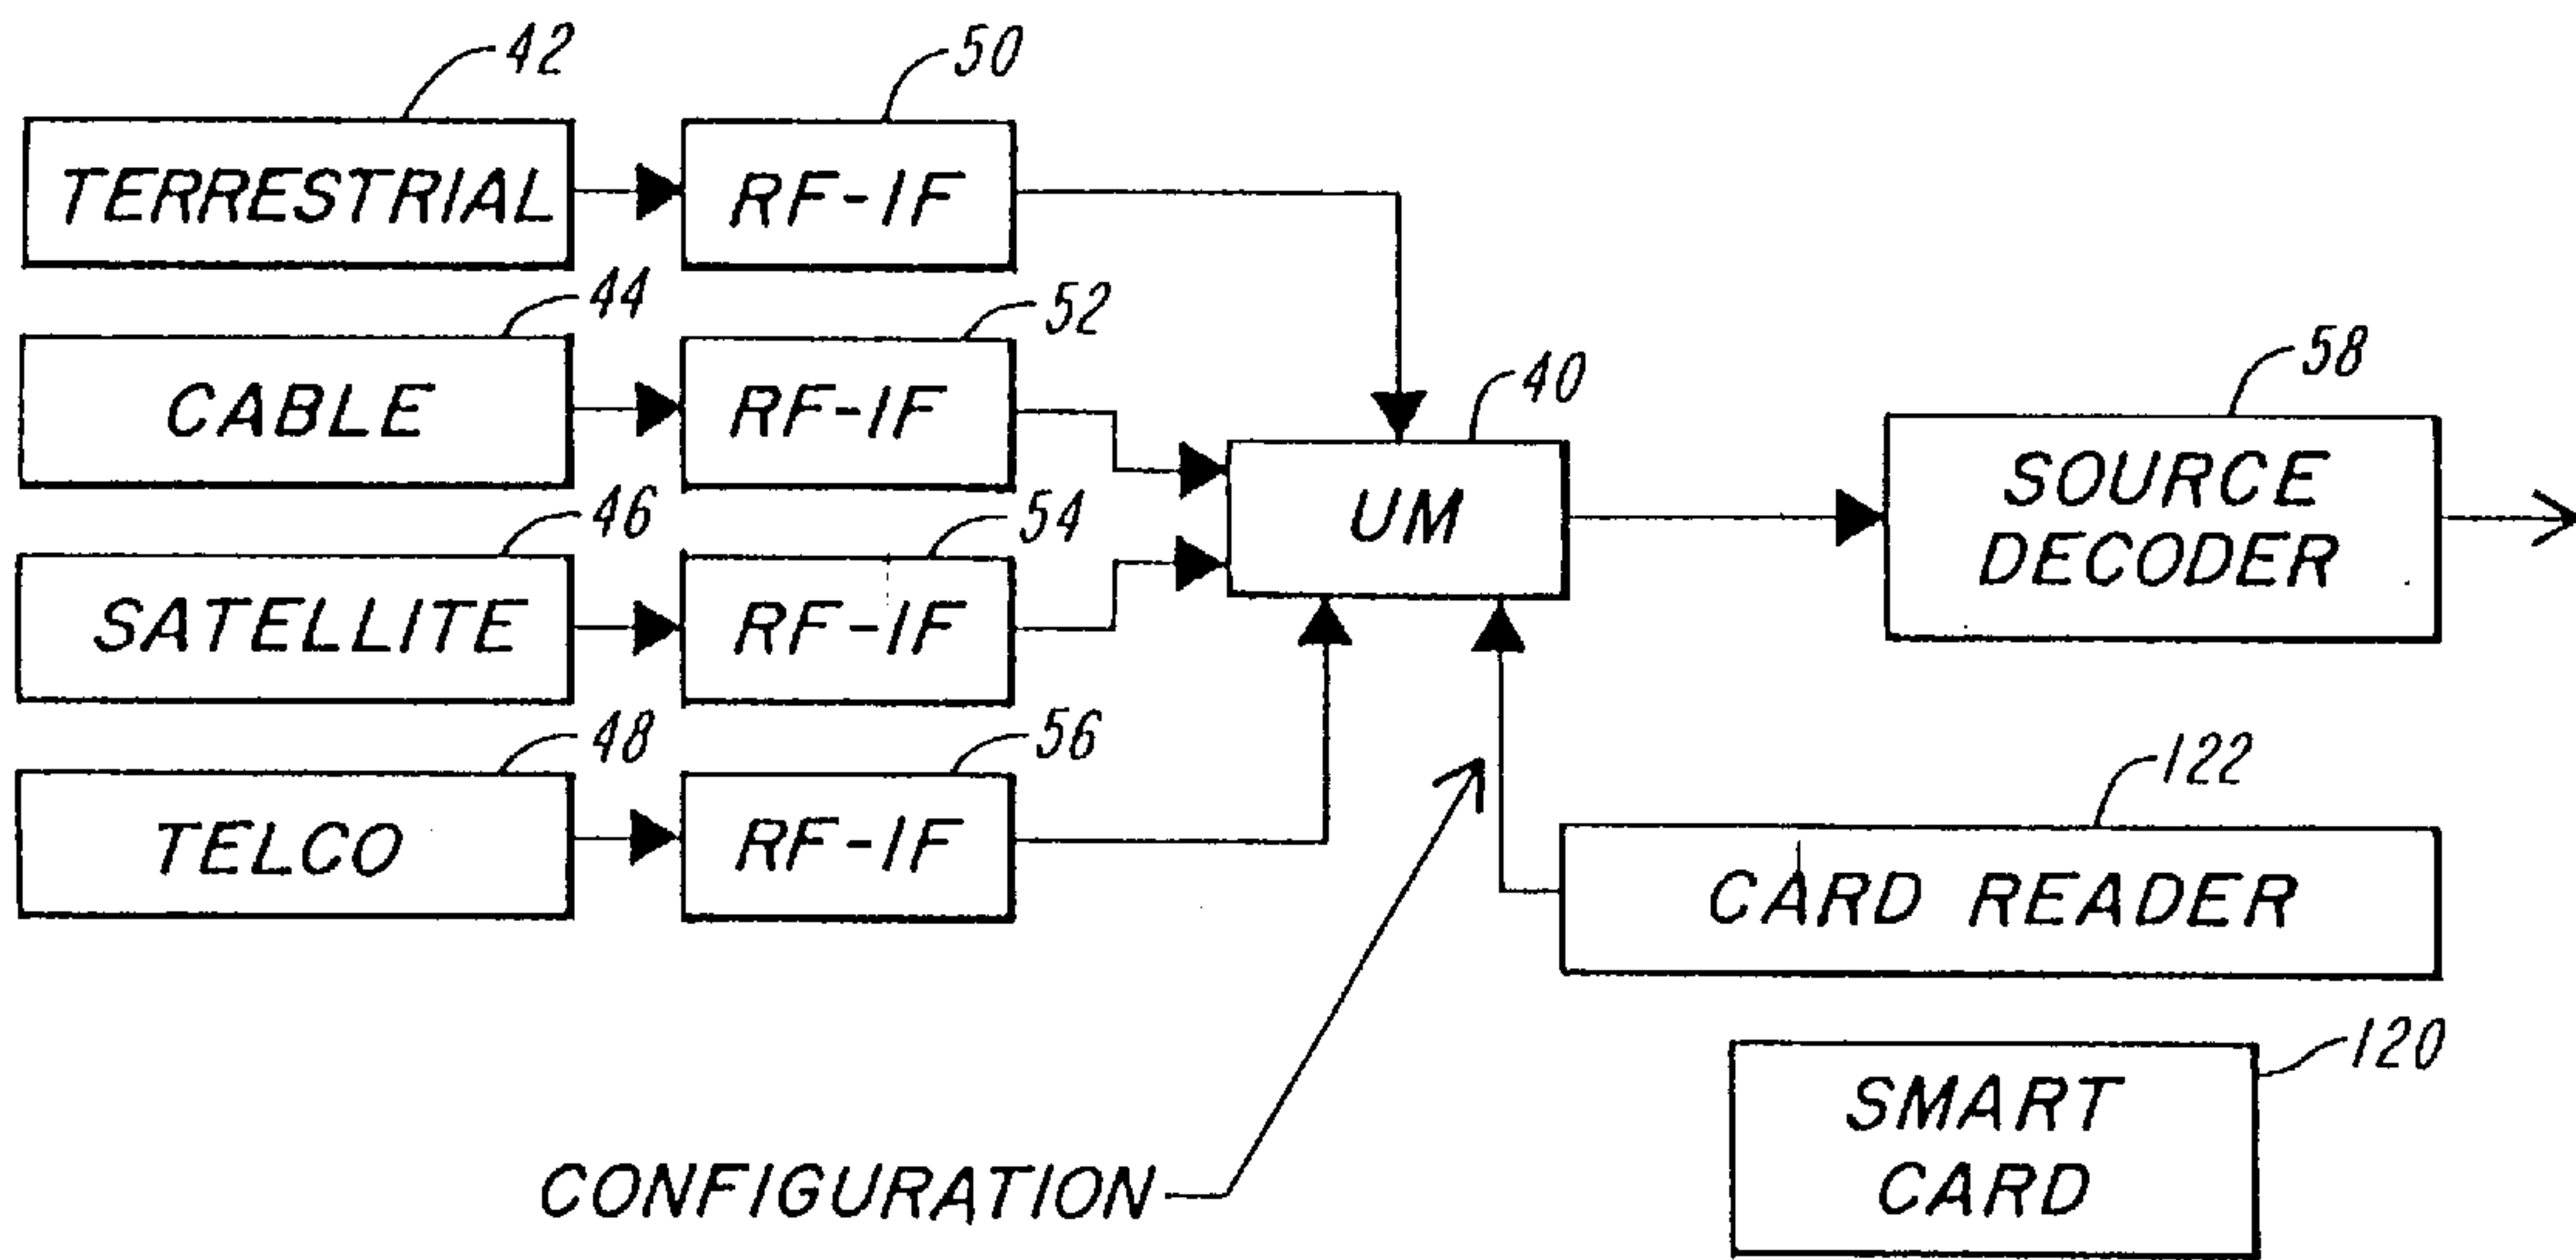 42
50
TERRESTRIAL
RF-IF
44
52
CABLE
RF-IF
40
58
46
54
UM
SOURCE
DECODER
SATELLITE
RF-IF
48
56
122
TELCO
RF-IF
CARD READER
120
SMART
CARD
CONFIGURATION